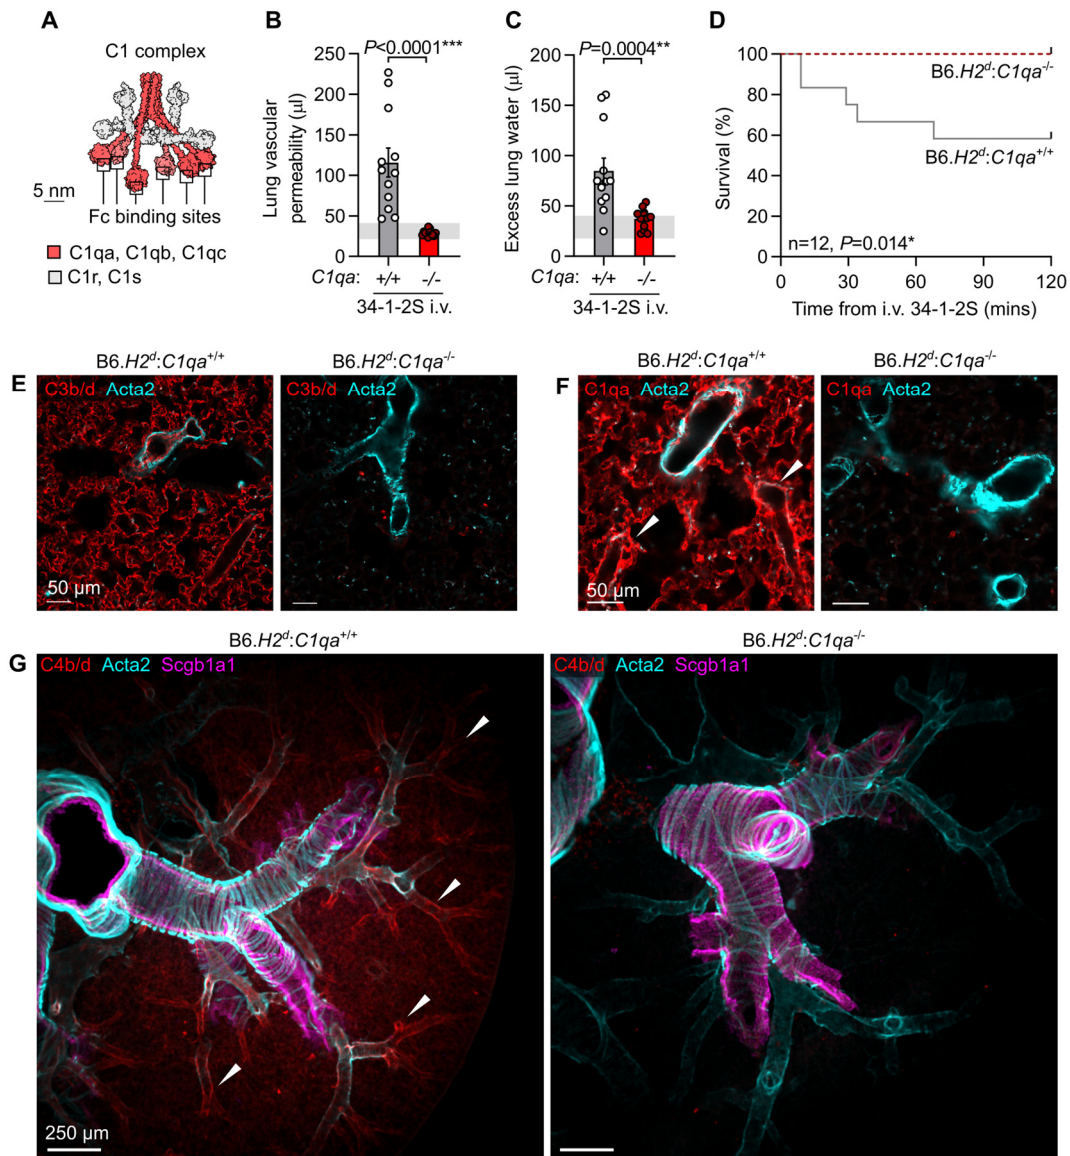 A
C1 complex
5 nm
Fc binding sites
C1qa, C1qb, C1qc
C1r, C1s
B
P<0.0001***
Lung vascular
permeability (µl)
250
200
150
100
50
0
C1qa: +/+ -/-
34-1-2S i.v.
C
P=0.0004**
Excess lung water (µl)
200
150
100
50
0
C1qa: +/+ -/-
34-1-2S i.v.
D
Survival (%)
100
80
60
40
20
0
B6.H2ᵈ:C1qa⁻/⁻
B6.H2ᵈ:C1qa⁺/⁺
n=12, P=0.014*
0 30 60 90 120
Time from i.v. 34-1-2S (mins)
E
B6.H2ᵈ:C1qa⁺/⁺
C3b/d Acta2
50 µm
B6.H2ᵈ:C1qa⁻/⁻
C3b/d Acta2
F
B6.H2ᵈ:C1qa⁺/⁺
C1qa Acta2
50 µm
B6.H2ᵈ:C1qa⁻/⁻
C1qa Acta2
G
B6.H2ᵈ:C1qa⁺/⁺
C4b/d Acta2 Scgb1a1
250 µm
B6.H2ᵈ:C1qa⁻/⁻
C4b/d Acta2 Scgb1a1